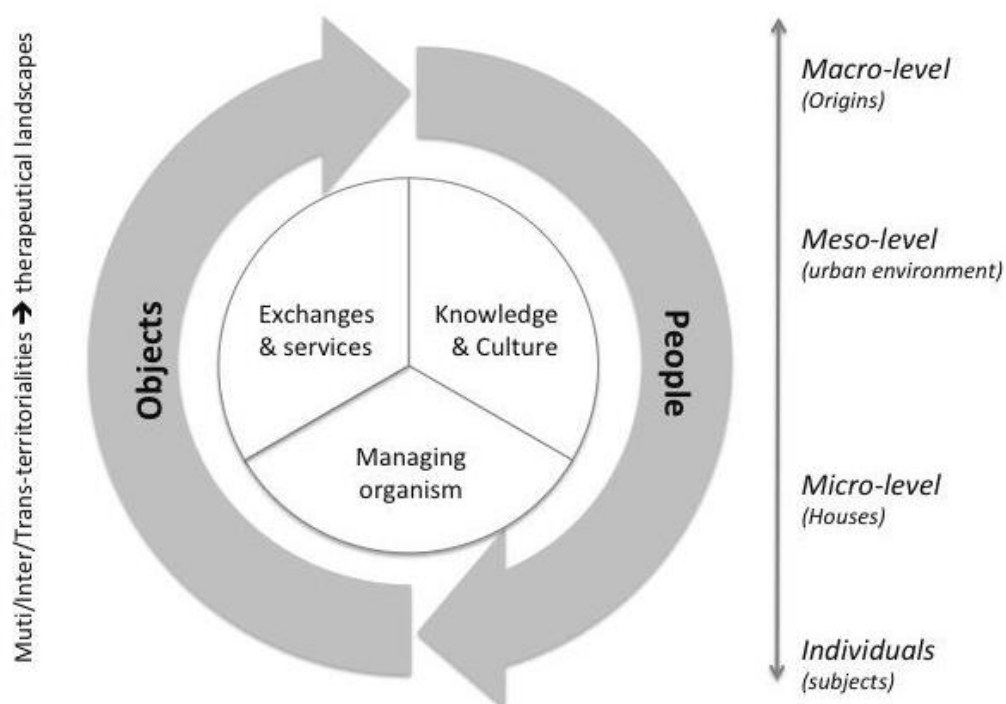 Muti/Inter/Trans-territorialities ➔ therapeutical landscapes
Objects
Exchanges
& services
Knowledge
& Culture
Managing
organism
People
Macro-level
(Origins)
Meso-level
(urban environment)
Micro-level
(Houses)
Individuals
(subjects)